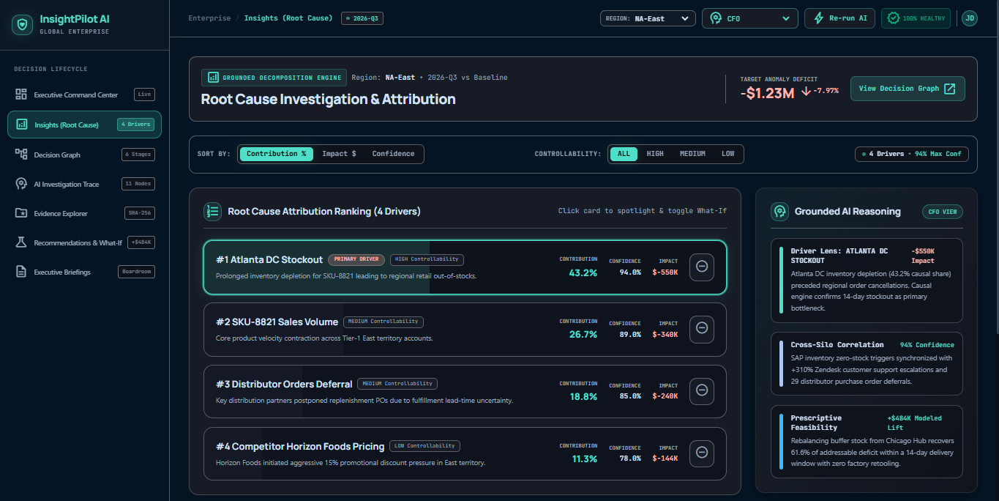 InsightPilot AI
GLOBAL ENTERPRISE
Enterprise / Insights (Root Cause) 2026-Q3
REGION: NA-East
CFO
Re-run AI
100% HEALTHY
JD
DECISION LIFECYCLE
Executive Command Center Live
Insights (Root Cause) 4 Drivers
Decision Graph 6 Stages
AI Investigation Trace 11 Nodes
Evidence Explorer SHA-256
Recommendations & What-If +$484K
Executive Briefings Boardroom
GROUNDED DECOMPOSITION ENGINE Region: NA-East • 2026-Q3 vs Baseline
Root Cause Investigation & Attribution
TARGET ANOMALY DEFICIT
-$1.23M -7.97%
View Decision Graph
SORT BY: Contribution % Impact $ Confidence
CONTROLLABILITY: ALL HIGH MEDIUM LOW
4 Drivers • 94% Max Conf
Root Cause Attribution Ranking (4 Drivers)
Click card to spotlight & toggle What-If
#1 Atlanta DC Stockout PRIMARY DRIVER HIGH Controllability
Prolonged inventory depletion for SKU-8821 leading to regional retail out-of-stocks.
CONTRIBUTION CONFIDENCE IMPACT
43.2% 94.0% $-550K
#2 SKU-8821 Sales Volume MEDIUM Controllability
Core product velocity contraction across Tier-1 East territory accounts.
CONTRIBUTION CONFIDENCE IMPACT
26.7% 89.0% $-340K
#3 Distributor Orders Deferral MEDIUM Controllability
Key distribution partners postponed replenishment POs due to fulfillment lead-time uncertainty.
CONTRIBUTION CONFIDENCE IMPACT
18.8% 85.0% $-240K
#4 Competitor Horizon Foods Pricing LOW Controllability
Horizon Foods initiated aggressive 15% promotional discount pressure in East territory.
CONTRIBUTION CONFIDENCE IMPACT
11.3% 78.0% $-144K
Grounded AI Reasoning CFO VIEW
Driver Lens: ATLANTA DC -$550K
STOCKOUT Impact
Atlanta DC inventory depletion (43.2% causal share)
preceded regional order cancellations. Causal
engine confirms 14-day stockout as primary
bottleneck.
Cross-Silo Correlation 94% Confidence
SAP inventory zero-stock triggers synchronized with
+310% Zendesk customer support escalations and
29 distributor purchase order deferrals.
Prescriptive +$484K Modeled
Feasibility Lift
Rebalancing buffer stock from Chicago Hub recovers
61.6% of addressable deficit within a 14-day delivery
window with zero factory retooling.